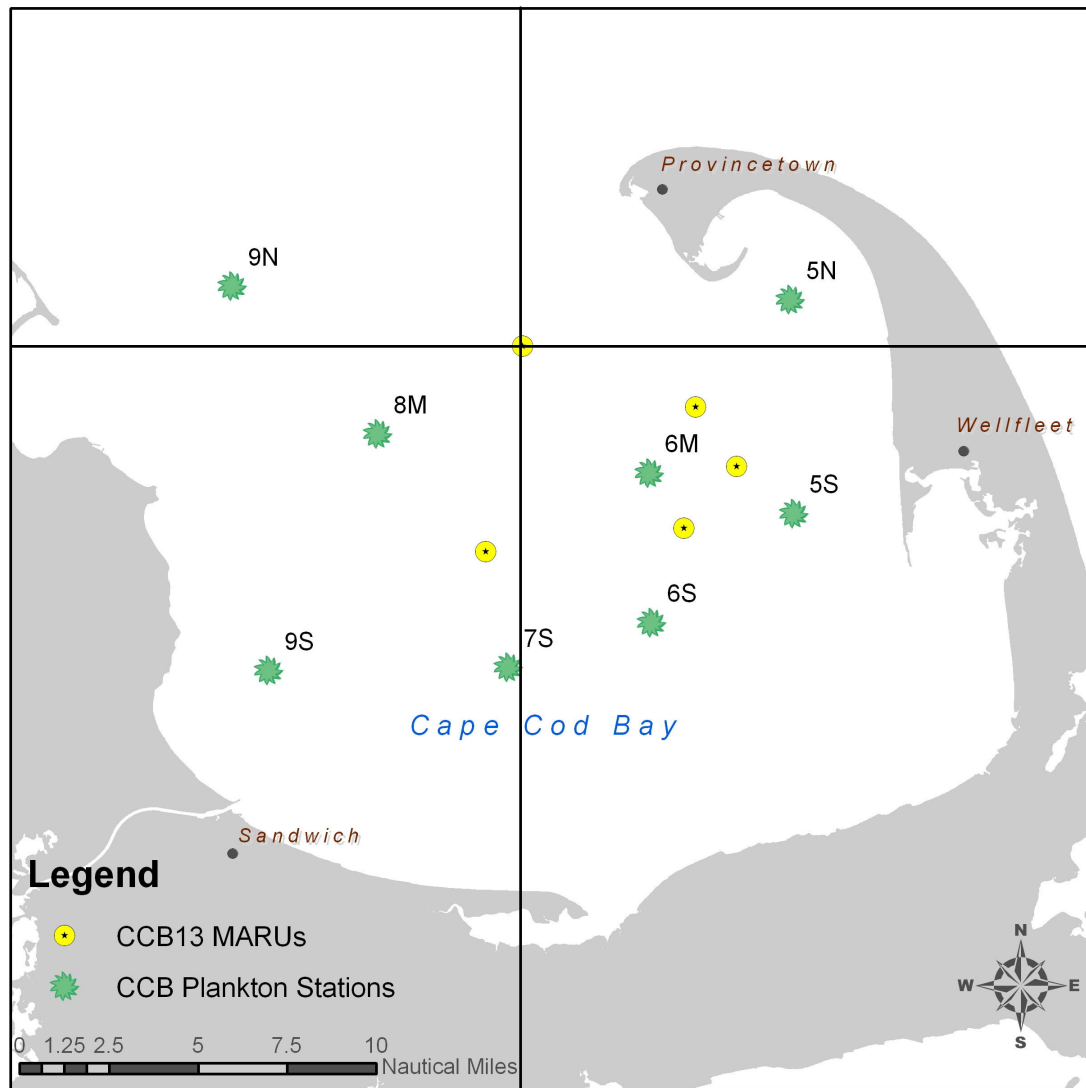 Provincetown
9N
5N
8M
Wellfleet
6M
5S
6S
9S
7S
Cape Cod Bay
Sandwich
Legend
CCB13 MARUs
CCB Plankton Stations
N
W E
S
0 1.25 2.5 5 7.5 10
Nautical Miles